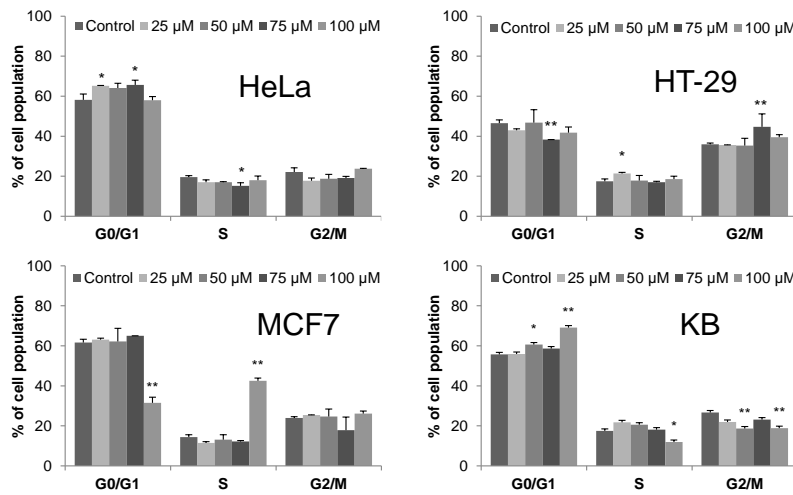 Control 25 µM 50 µM 75 µM 100 µM
HeLa
% of cell population
100
80
60
40
20
0
* *
*
G0/G1 S G2/M
Control 25 µM 50 µM 75 µM 100 µM
HT-29
% of cell population
100
80
60
40
20
0
**
*
**
G0/G1 S G2/M
Control 25 µM 50 µM 75 µM 100 µM
MCF7
% of cell population
100
80
60
40
20
0
**
**
G0/G1 S G2/M
Control 25 µM 50 µM 75 µM 100 µM
KB
% of cell population
100
80
60
40
20
0
* **
*
** **
G0/G1 S G2/M